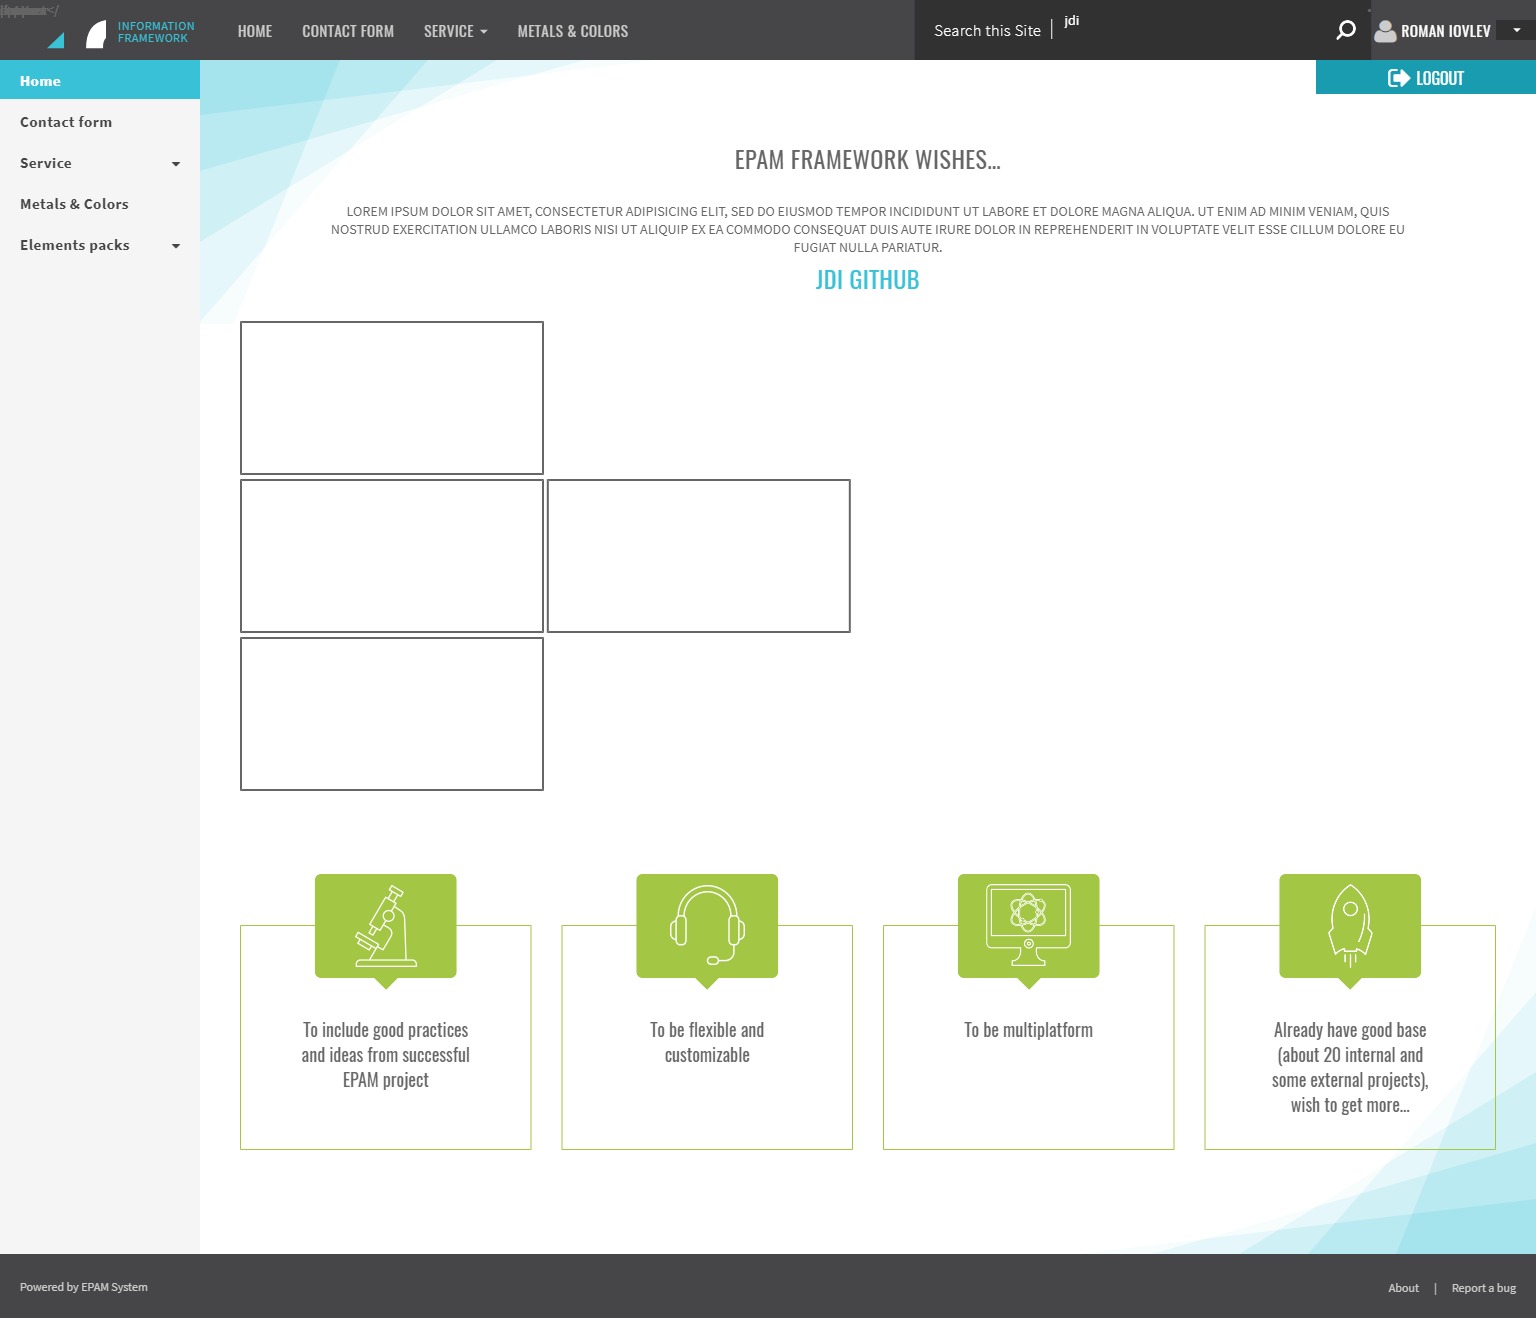 INFORMATION
FRAMEWORK
HOME
CONTACT FORM
SERVICE
METALS & COLORS
Search this Site
jdi
ROMAN IOVLEV
LOGOUT
Home
Contact form
Service
Metals & Colors
Elements packs
EPAM FRAMEWORK WISHES…
LOREM IPSUM DOLOR SIT AMET, CONSECTETUR ADIPISICING ELIT, SED DO EIUSMOD TEMPOR INCIDIDUNT UT LABORE ET DOLORE MAGNA ALIQUA. UT ENIM AD MINIM VENIAM, QUIS
NOSTRUD EXERCITATION ULLAMCO LABORIS NISI UT ALIQUIP EX EA COMMODO CONSEQUAT DUIS AUTE IRURE DOLOR IN REPREHENDERIT IN VOLUPTATE VELIT ESSE CILLUM DOLORE EU
FUGIAT NULLA PARIATUR.
JDI GITHUB
To include good practices
and ideas from successful
EPAM project
To be flexible and
customizable
To be multiplatform
Already have good base
(about 20 internal and
some external projects),
wish to get more…
Powered by EPAM System
About
|
Report a bug